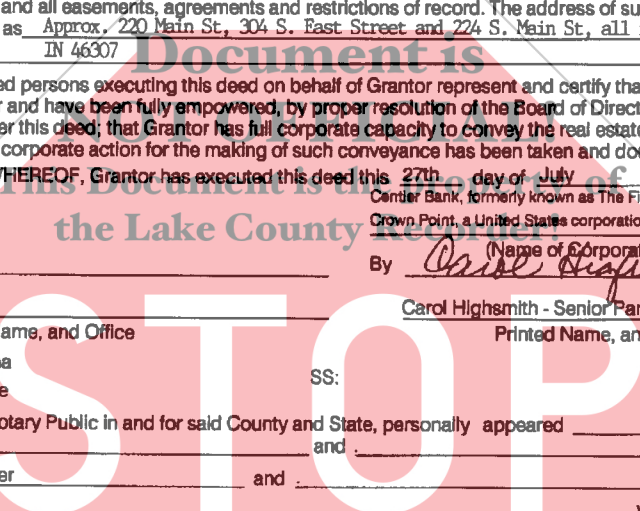 and all easements, agreements and restrictions of record. The address of su
as Approx. 220 Main St, 304 S. East Street and 224 S. Main St, all
IN 46307
Document is
ed persons executing this deed on behalf of Grantor represent and certify tha
r and have been fully empowered, by proper resolution of the Board of Direct
NOT OFFICIAL!
er this deed; that Grantor has full corporate capacity to convey the real estate
corporate action for the making of such conveyance has been taken and do
WHEREOF, Grantor has executed this deed this 27th day of July
This Document is the property of
Centier Bank, formerly known as The Fi
Crown Point, a United States corporatio
the Lake County Recorder!
(Name of Corporat
By Carol Highs
Carol Highsmith - Senior Par
ame, and Office
Printed Name, an
STOP
a
SS:
e
otary Public in and for said County and State, personally appeared
and
er
and